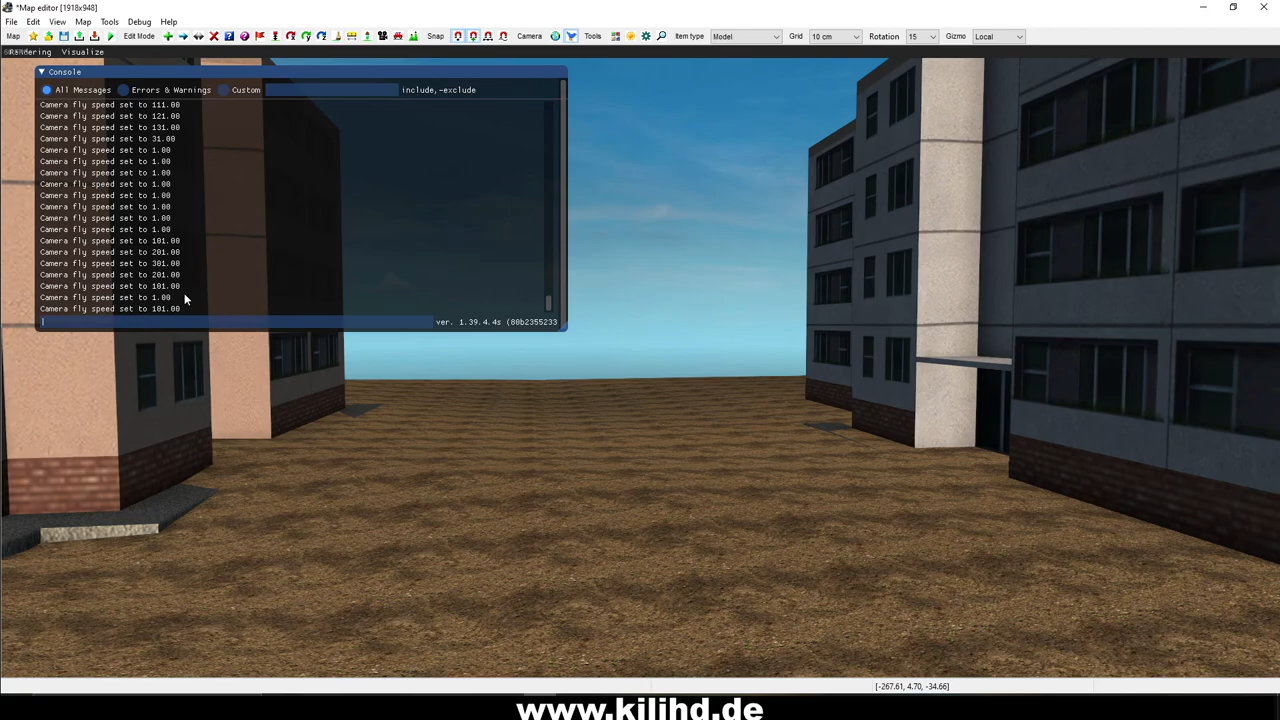 *Map editor [1918x948]
File Edit View Map Tools Debug Help
Map Edit Mode Snap Camera Tools Item type Model Grid 10 cm Rotation 15 Gizmo Local
Rendering Visualize
Console
All Messages Errors & Warnings Custom include,-exclude
Camera fly speed set to 111.00
Camera fly speed set to 121.00
Camera fly speed set to 131.00
Camera fly speed set to 31.00
Camera fly speed set to 1.00
Camera fly speed set to 1.00
Camera fly speed set to 1.00
Camera fly speed set to 1.00
Camera fly speed set to 1.00
Camera fly speed set to 1.00
Camera fly speed set to 1.00
Camera fly speed set to 1.00
Camera fly speed set to 101.00
Camera fly speed set to 201.00
Camera fly speed set to 301.00
Camera fly speed set to 201.00
Camera fly speed set to 101.00
Camera fly speed set to 1.00
Camera fly speed set to 101.00
ver. 1.39.4.4s (80b2355233
[-267.61, 4.70, -34.66]
www.kilihd.de